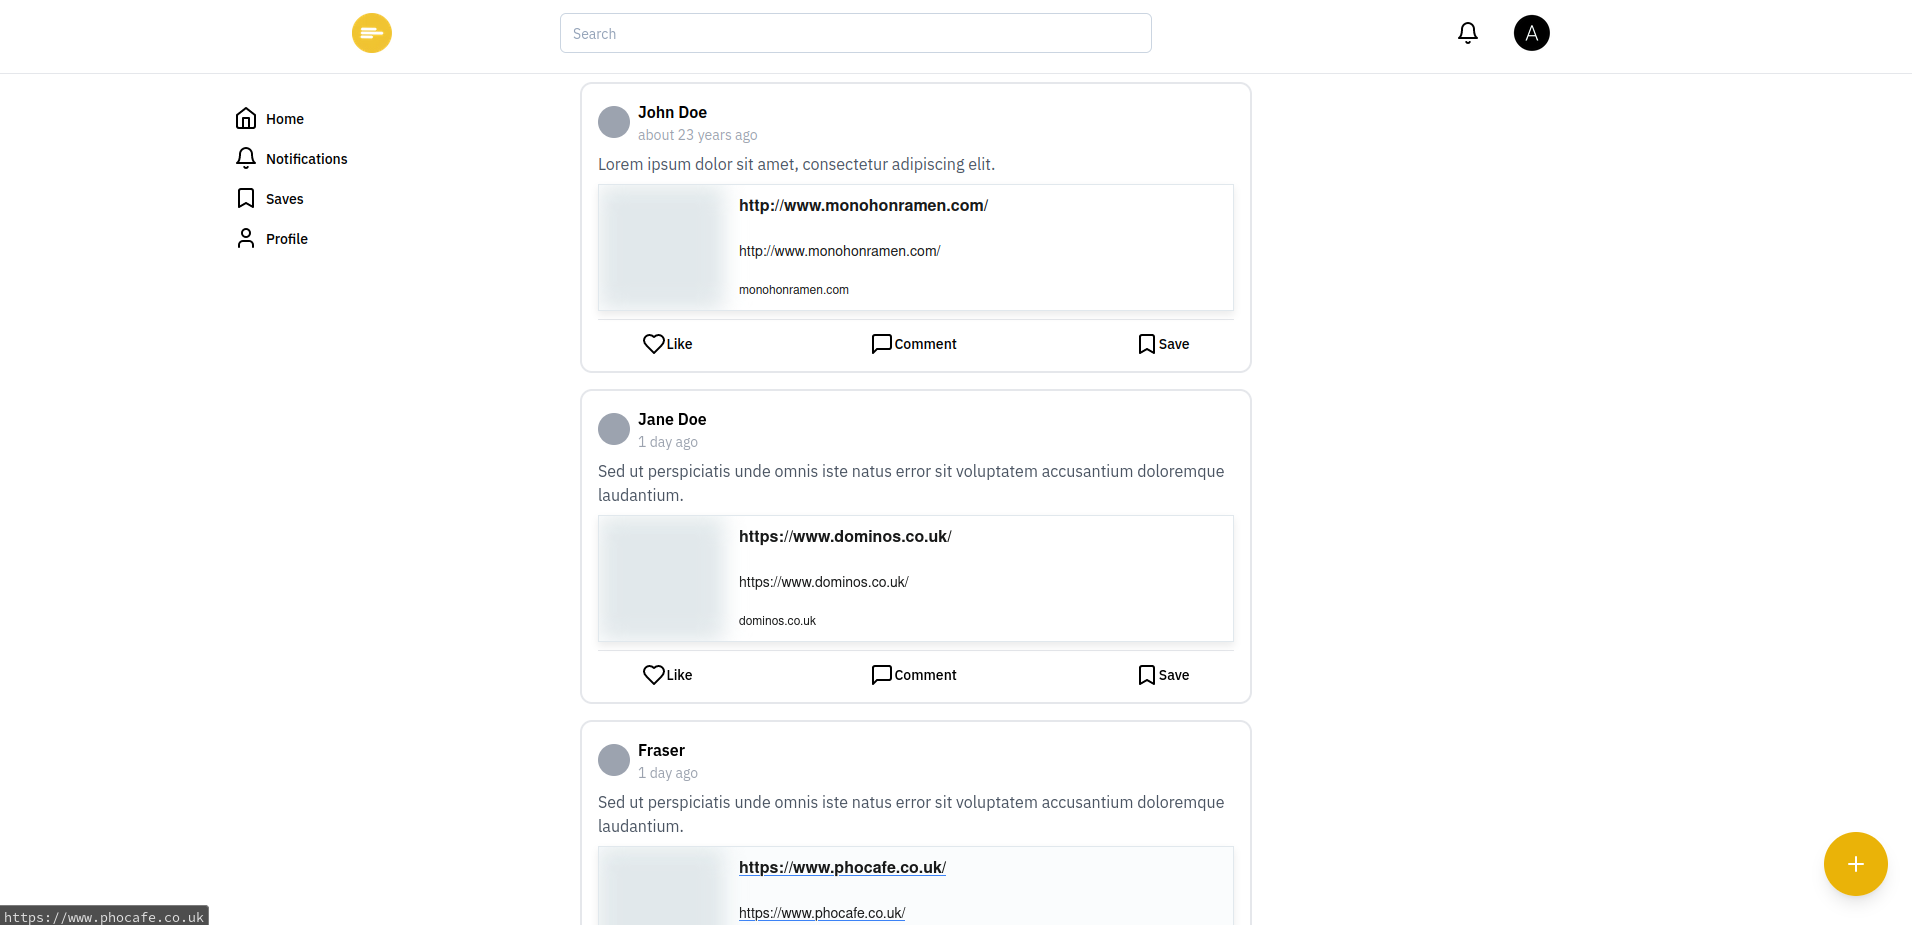 Search
A
Home
Notifications
Saves
Profile
John Doe
about 23 years ago
Lorem ipsum dolor sit amet, consectetur adipiscing elit.
http://www.monohonramen.com/
http://www.monohonramen.com/
monohonramen.com
Like Comment Save
Jane Doe
1 day ago
Sed ut perspiciatis unde omnis iste natus error sit voluptatem accusantium doloremque
laudantium.
https://www.dominos.co.uk/
https://www.dominos.co.uk/
dominos.co.uk
Like Comment Save
Fraser
1 day ago
Sed ut perspiciatis unde omnis iste natus error sit voluptatem accusantium doloremque
laudantium.
https://www.phocafe.co.uk/
https://www.phocafe.co.uk/
https://www.phocafe.co.uk